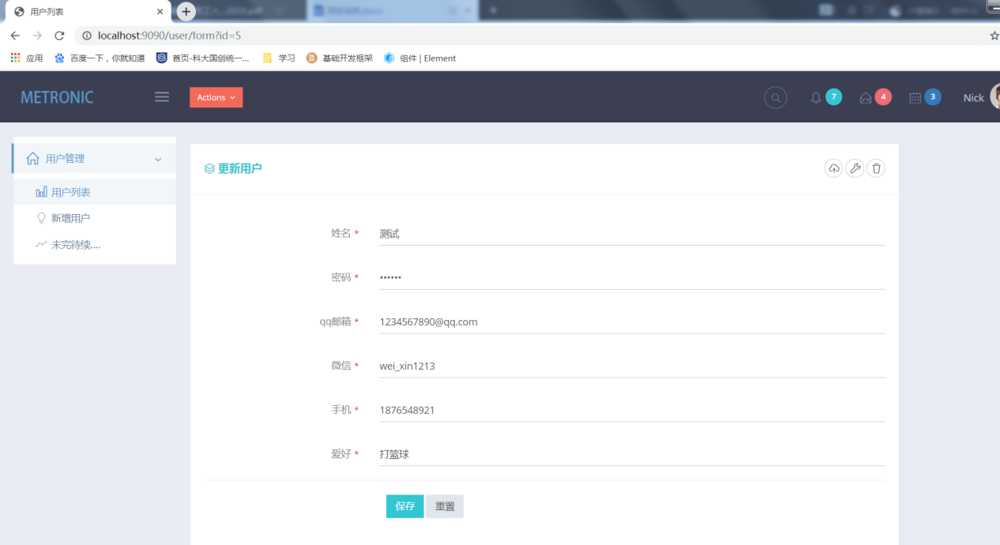 用户列表
localhost:9090/user/form?id=5
应用 百度一下，你就知道 首页-科大国创统一... 学习 基础开发框架 组件 | Element
METRONIC Actions 7 4 3 Nick
用户管理
用户列表
新增用户
未完待续....
更新用户
姓名 * 测试
密码 * ••••••
qq邮箱 * 1234567890@qq.com
微信 * wei_xin1213
手机 * 1876548921
爱好 * 打篮球
保存 重置